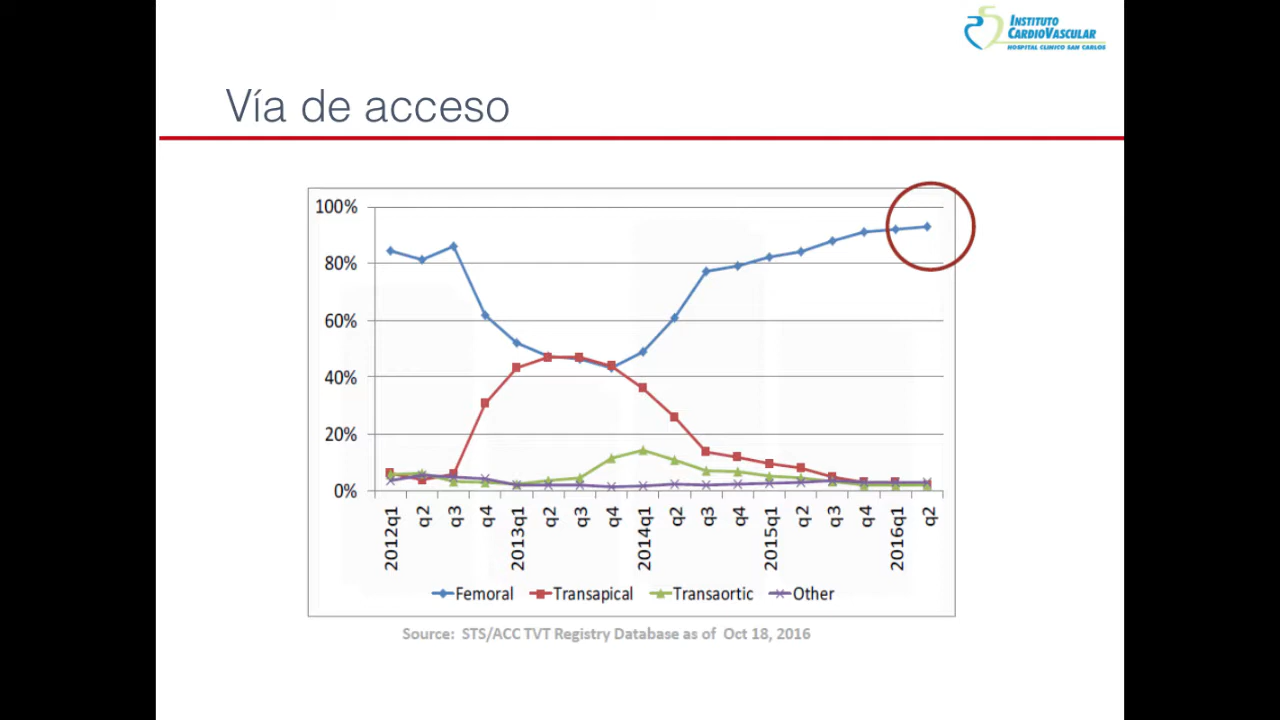 INSTITUTO
CARDIOVASCULAR
HOSPITAL CLINICO SAN CARLOS
Vía de acceso
100%
80%
60%
40%
20%
0%
2012q1
q2
q3
q4
2013q1
q2
q3
q4
2014q1
q2
q3
q4
2015q1
q2
q3
q4
2016q1
q2
Femoral Transapical Transaortic Other
Source: STS/ACC TVT Registry Database as of Oct 18, 2016